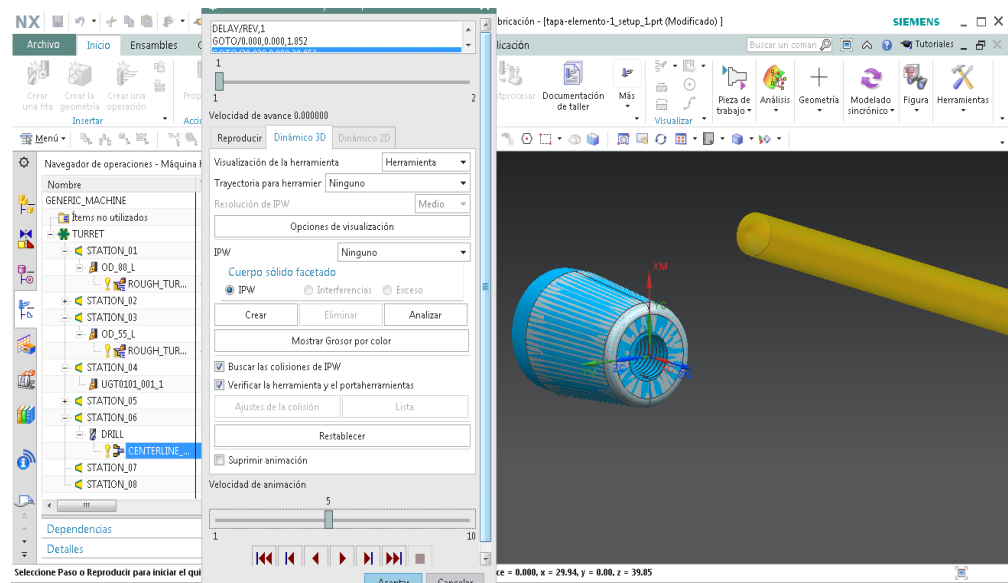 NX
bricación - [tapa-elemento-1_setup_1.prt (Modificado) ]
SIEMENS
Archivo
Inicio
Ensambles
licación
Buscar un coman
Tutoriales
Crear una hta
Crear la geometría
Crear una operación
Prop
Insertar
Accio
stprocesar
Documentación de taller
Más
Visualizar
Pieza de trabajo
Análisis
Geometría
Modelado sincrónico
Figura
Herramientas
Menú
Navegador de operaciones - Máquina
Nombre
GENERIC_MACHINE
Ítems no utilizados
TURRET
STATION_01
OD_80_L
ROUGH_TUR...
STATION_02
STATION_03
OD_55_L
ROUGH_TUR...
STATION_04
UGT0101_001_1
STATION_05
STATION_06
DRILL
CENTERLINE_...
STATION_07
STATION_08
Dependencias
Detalles
DELAY/REV,1
GOTO/0.000,0.000,1.852
1
1
2
Velocidad de avance 0.000000
Reproducir
Dinámico 3D
Dinámico 2D
Visualización de la herramienta
Herramienta
Trayectoria para herramier
Ninguno
Resolución de IPW
Medio
Opciones de visualización
IPW
Ninguno
Cuerpo sólido facetado
IPW
Interferencias
Exceso
Crear
Eliminar
Analizar
Mostrar Grosor por color
Buscar las colisiones de IPW
Verificar la herramienta y el portaherramientas
Ajustes de la colisión
Lista
Restablecer
Suprimir animación
Velocidad de animación
5
1
10
Aceptar
Cancelar
XM
YC
YM
ZC
Seleccione Paso o Reproducir para iniciar el qui
ce = 0.000, x = 29.94, y = 0.00, z = 39.85